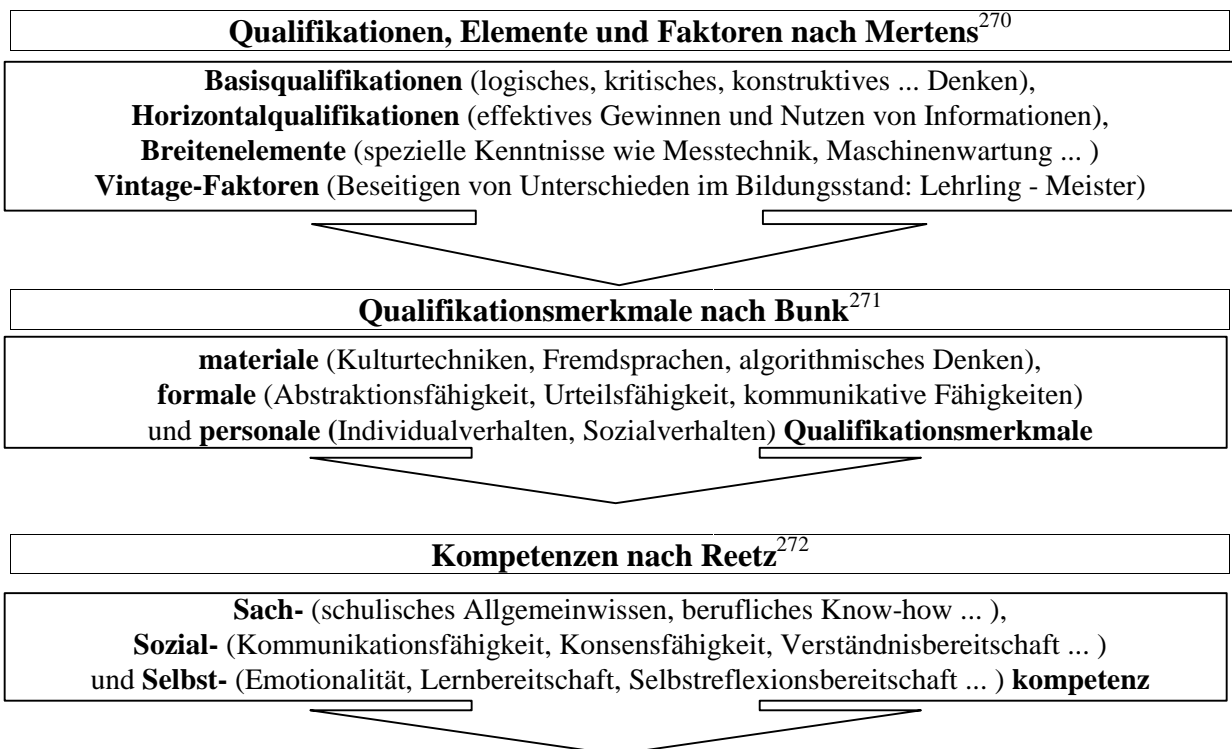 Qualifikationen, Elemente und Faktoren nach Mertens270
Basisqualifikationen (logisches, kritisches, konstruktives ... Denken),
Horizontalqualifikationen (effektives Gewinnen und Nutzen von Informationen),
Breitenelemente (spezielle Kenntnisse wie Messtechnik, Maschinenwartung ... )
Vintage-Faktoren (Beseitigen von Unterschieden im Bildungsstand: Lehrling - Meister)
Qualifikationsmerkmale nach Bunk271
materiale (Kulturtechniken, Fremdsprachen, algorithmisches Denken),
formale (Abstraktionsfähigkeit, Urteilsfähigkeit, kommunikative Fähigkeiten)
und personale (Individualverhalten, Sozialverhalten) Qualifikationsmerkmale
Kompetenzen nach Reetz272
Sach- (schulisches Allgemeinwissen, berufliches Know-how ... ),
Sozial- (Kommunikationsfähigkeit, Konsensfähigkeit, Verständnisbereitschaft ... )
und Selbst- (Emotionalität, Lernbereitschaft, Selbstreflexionsbereitschaft ... ) kompetenz